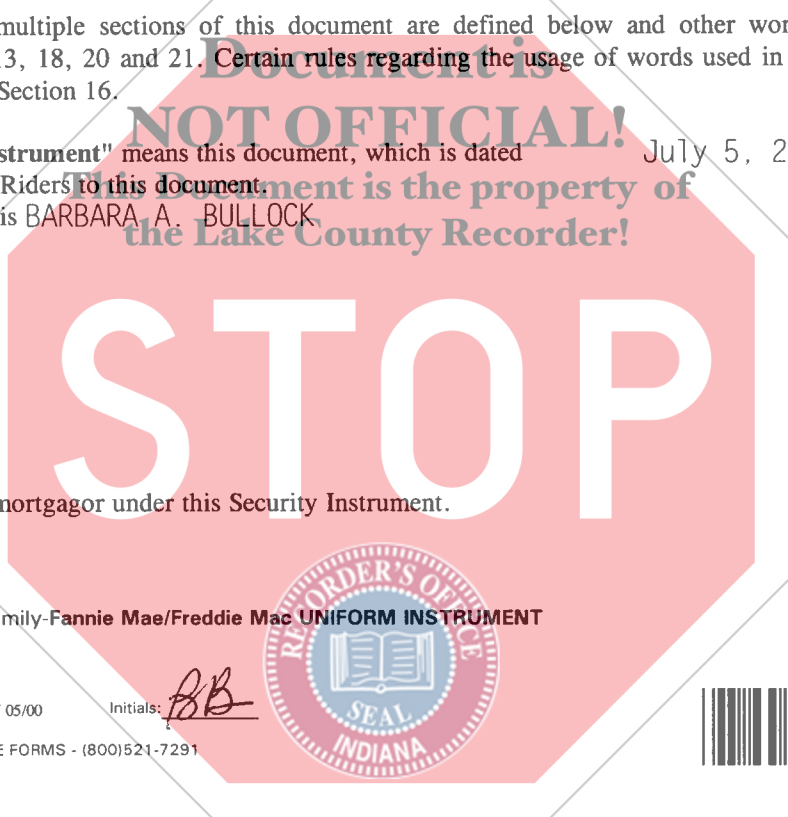 multiple sections of this document are defined below and other wor
13, 18, 20 and 21. Certain rules regarding the usage of words used in
Section 16.
Document is
NOT OFFICIAL!
strument" means this document, which is dated July 5, 2
Riders to this document.
This Document is the property of
is BARBARA A. BULLOCK
the Lake County Recorder!
STOP
mortgagor under this Security Instrument.
mily-Fannie Mae/Freddie Mac UNIFORM INSTRUMENT
RECORDER'S OFFICE
SEAL
INDIANA
05/00 Initials: BB
E FORMS - (800)521-7291